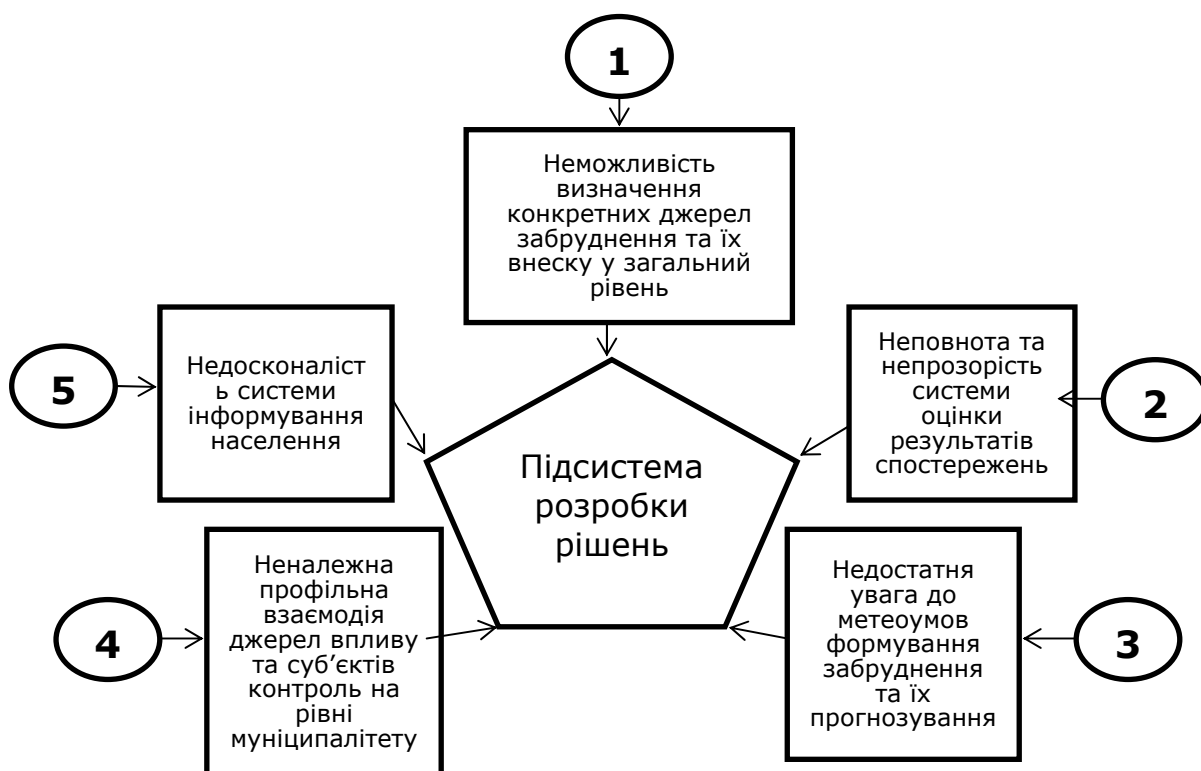 1
Неможливість
визначення
конкретних джерел
забруднення та їх
внеску у загальний
рівень
5
Недосконаліст
ь системи
інформування
населення
Неповнота та
непрозорість
системи
оцінки
результатів
спостережень
2
Підсистема
розробки
рішень
4
Неналежна
профільна
взаємодія
джерел впливу
та суб’єктів
контроль на
рівні
муніципалітету
Недостатня
увага до
метеоумов
формування
забруднення
та їх
прогнозування
3